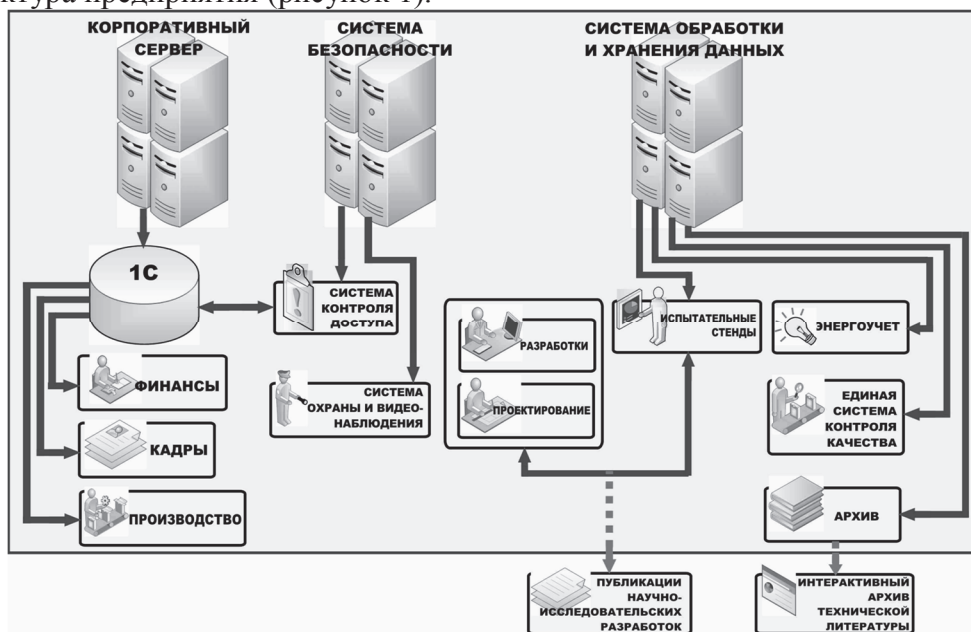 ктура предприятия (рисунок 1).
КОРПОРАТИВНЫЙ
СЕРВЕР
СИСТЕМА
БЕЗОПАСНОСТИ
СИСТЕМА ОБРАБОТКИ
И ХРАНЕНИЯ ДАННЫХ
1С
СИСТЕМА
КОНТРОЛЯ
ДОСТУПА
ФИНАНСЫ
КАДРЫ
ПРОИЗВОДСТВО
СИСТЕМА
ОХРАНЫ И ВИДЕО-
НАБЛЮДЕНИЯ
РАЗРАБОТКИ
ПРОЕКТИРОВАНИЕ
ИСПЫТАТЕЛЬНЫЕ
СТЕНДЫ
ЭНЕРГОУЧЕТ
ЕДИНАЯ
СИСТЕМА
КОНТРОЛЯ
КАЧЕСТВА
АРХИВ
ПУБЛИКАЦИИ
НАУЧНО-
ИССЛЕДОВАТЕЛЬСКИХ
РАЗРАБОТОК
ИНТЕРАКТИВНЫЙ
АРХИВ
ТЕХНИЧЕСКОЙ
ЛИТЕРАТУРЫ